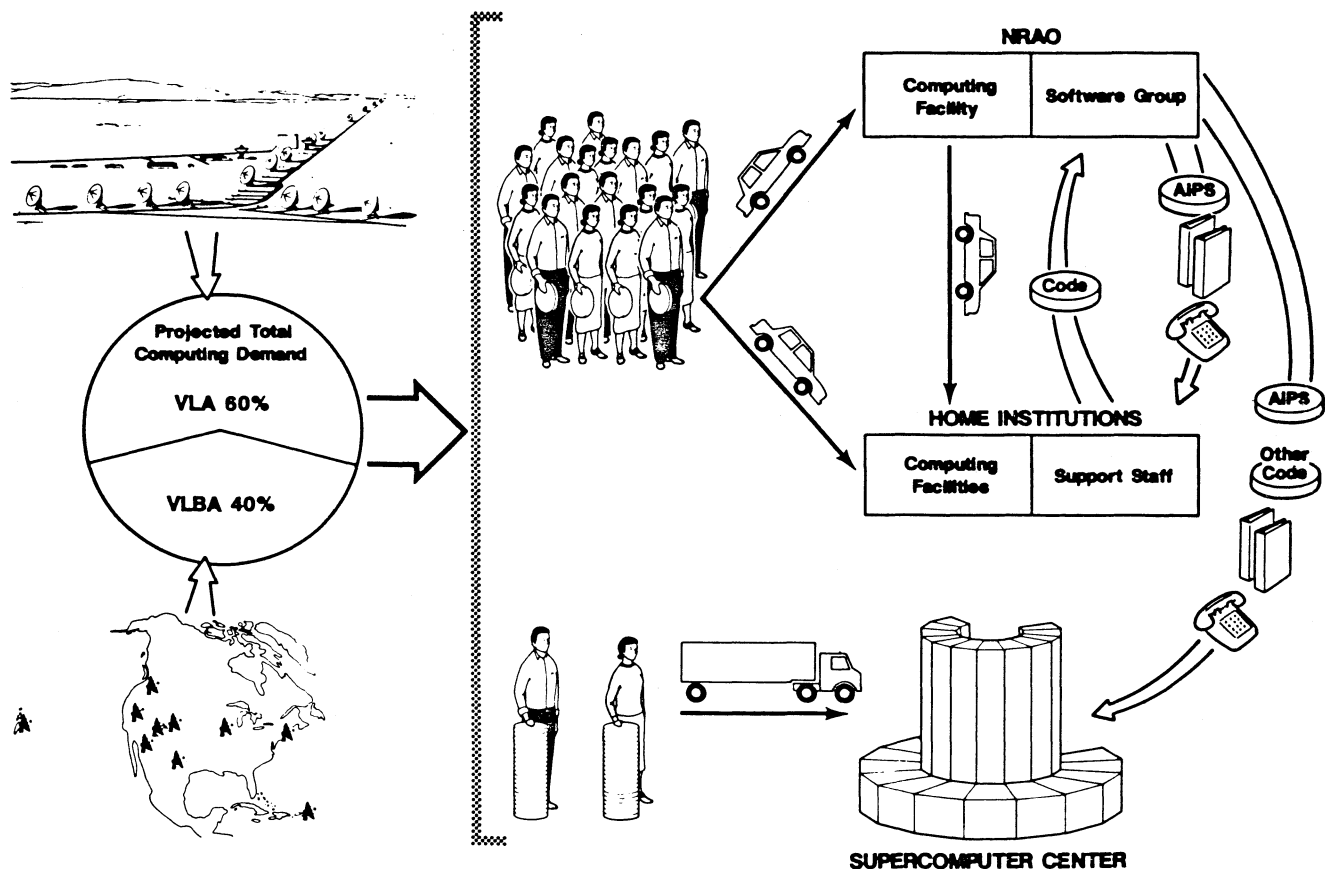 NRAO
Computing
Facility
Software Group
AIPS
Code
Projected Total
Computing Demand
VLA 60%
VLBA 40%
HOME INSTITUTIONS
Computing
Facilities
Support Staff
AIPS
Other
Code
SUPERCOMPUTER CENTER